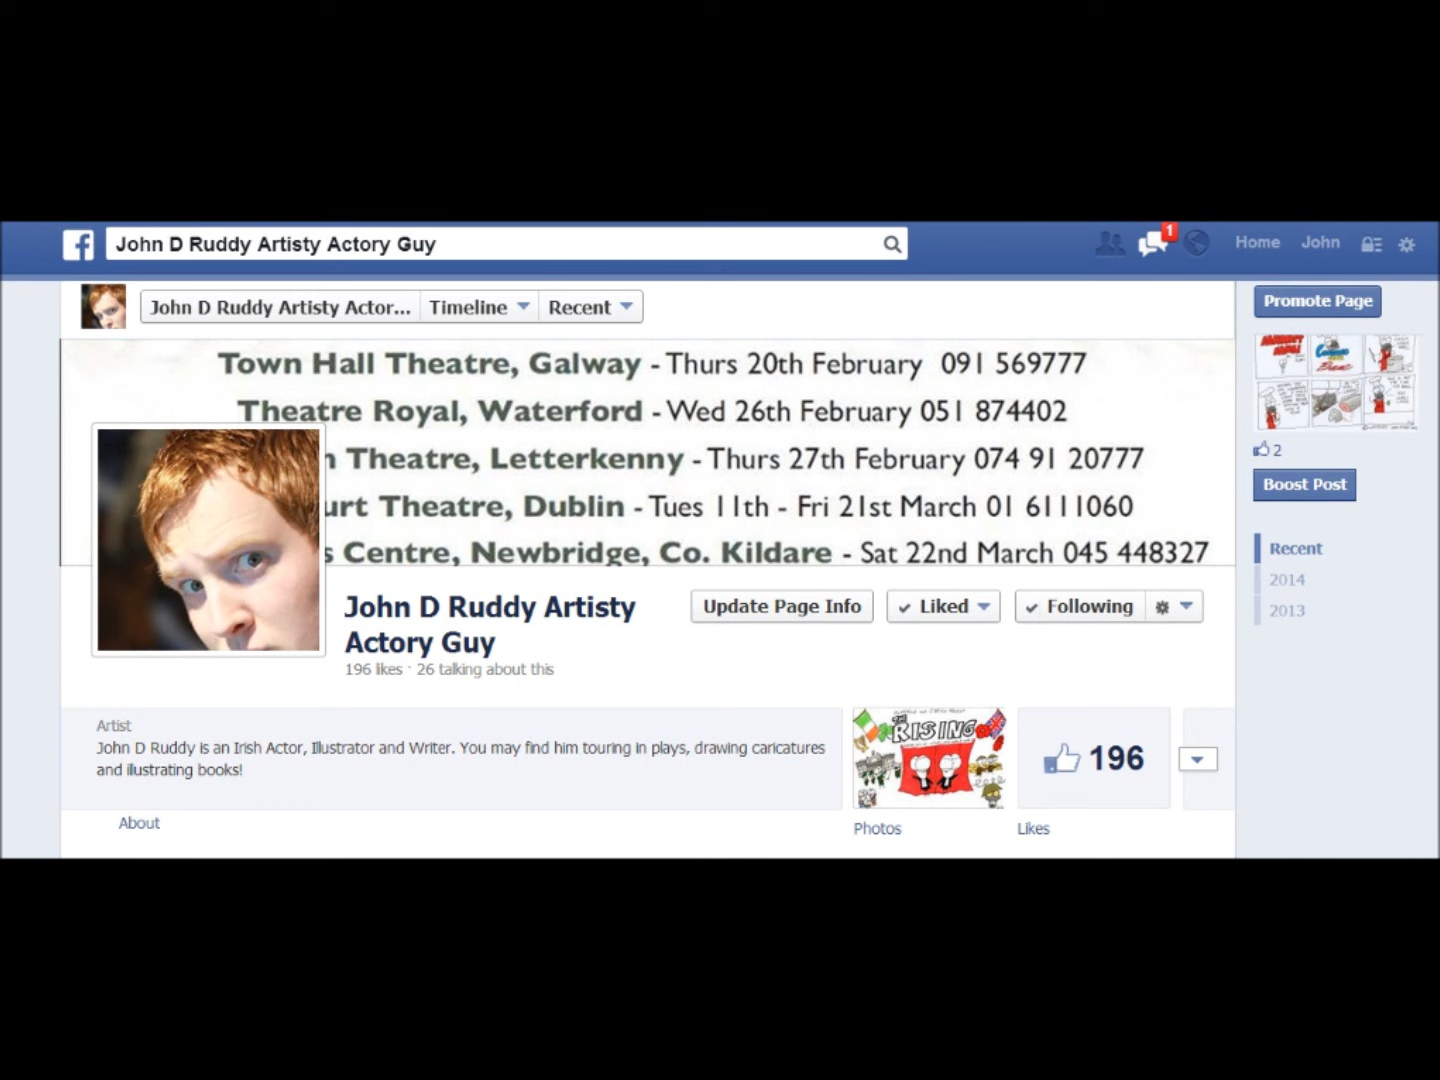 John D Ruddy Artisty Actory Guy
1
Home John
John D Ruddy Artisty Actor... Timeline Recent
Promote Page
Town Hall Theatre, Galway - Thurs 20th February 091 569777
Theatre Royal, Waterford - Wed 26th February 051 874402
Theatre, Letterkenny - Thurs 27th February 074 91 20777
Theatre, Dublin - Tues 11th - Fri 21st March 01 6111060
Centre, Newbridge, Co. Kildare - Sat 22nd March 045 448327
2
Boost Post
Recent
2014
2013
John D Ruddy Artisty
Actory Guy
Update Page Info Liked Following
196 likes · 26 talking about this
Artist
John D Ruddy is an Irish Actor, Illustrator and Writer. You may find him touring in plays, drawing caricatures
and illustrating books!
THE
RISING
196
About
Photos
Likes